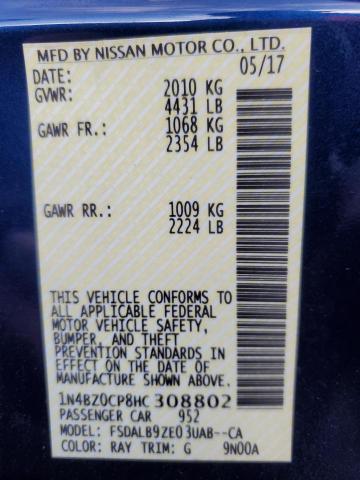 MFD BY NISSAN MOTOR CO., LTD.
DATE: 05/17
GVWR: 2010 KG
4431 LB
GAWR FR.: 1068 KG
2354 LB
GAWR RR.: 1009 KG
2224 LB
THIS VEHICLE CONFORMS TO
ALL APPLICABLE FEDERAL
MOTOR VEHICLE SAFETY,
BUMPER, AND THEFT
PREVENTION STANDARDS IN
EFFECT ON THE DATE OF
MANUFACTURE SHOWN ABOVE.
1N4BZ0CP8HC 308802
PASSENGER CAR 952
MODEL: FSDALB9ZE03UAB--CA
COLOR: RAY TRIM: G 9N00A